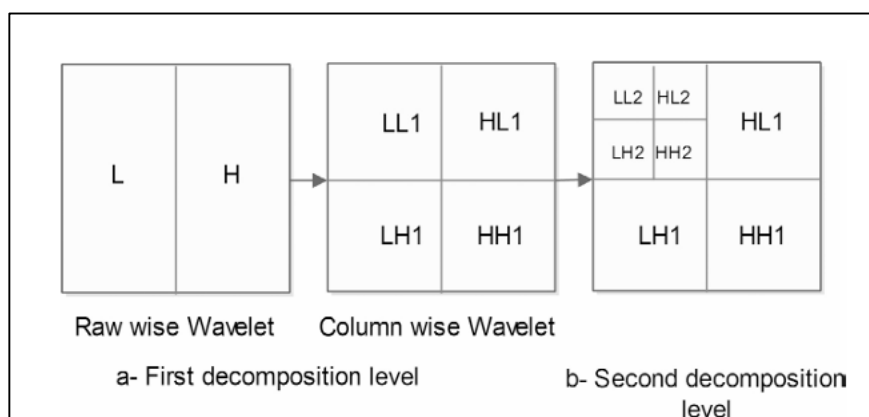 L H
LL1 HL1
LH1 HH1
LL2 HL2
LH2 HH2
HL1
LH1 HH1
Raw wise Wavelet
Column wise Wavelet
a- First decomposition level
b- Second decomposition
level